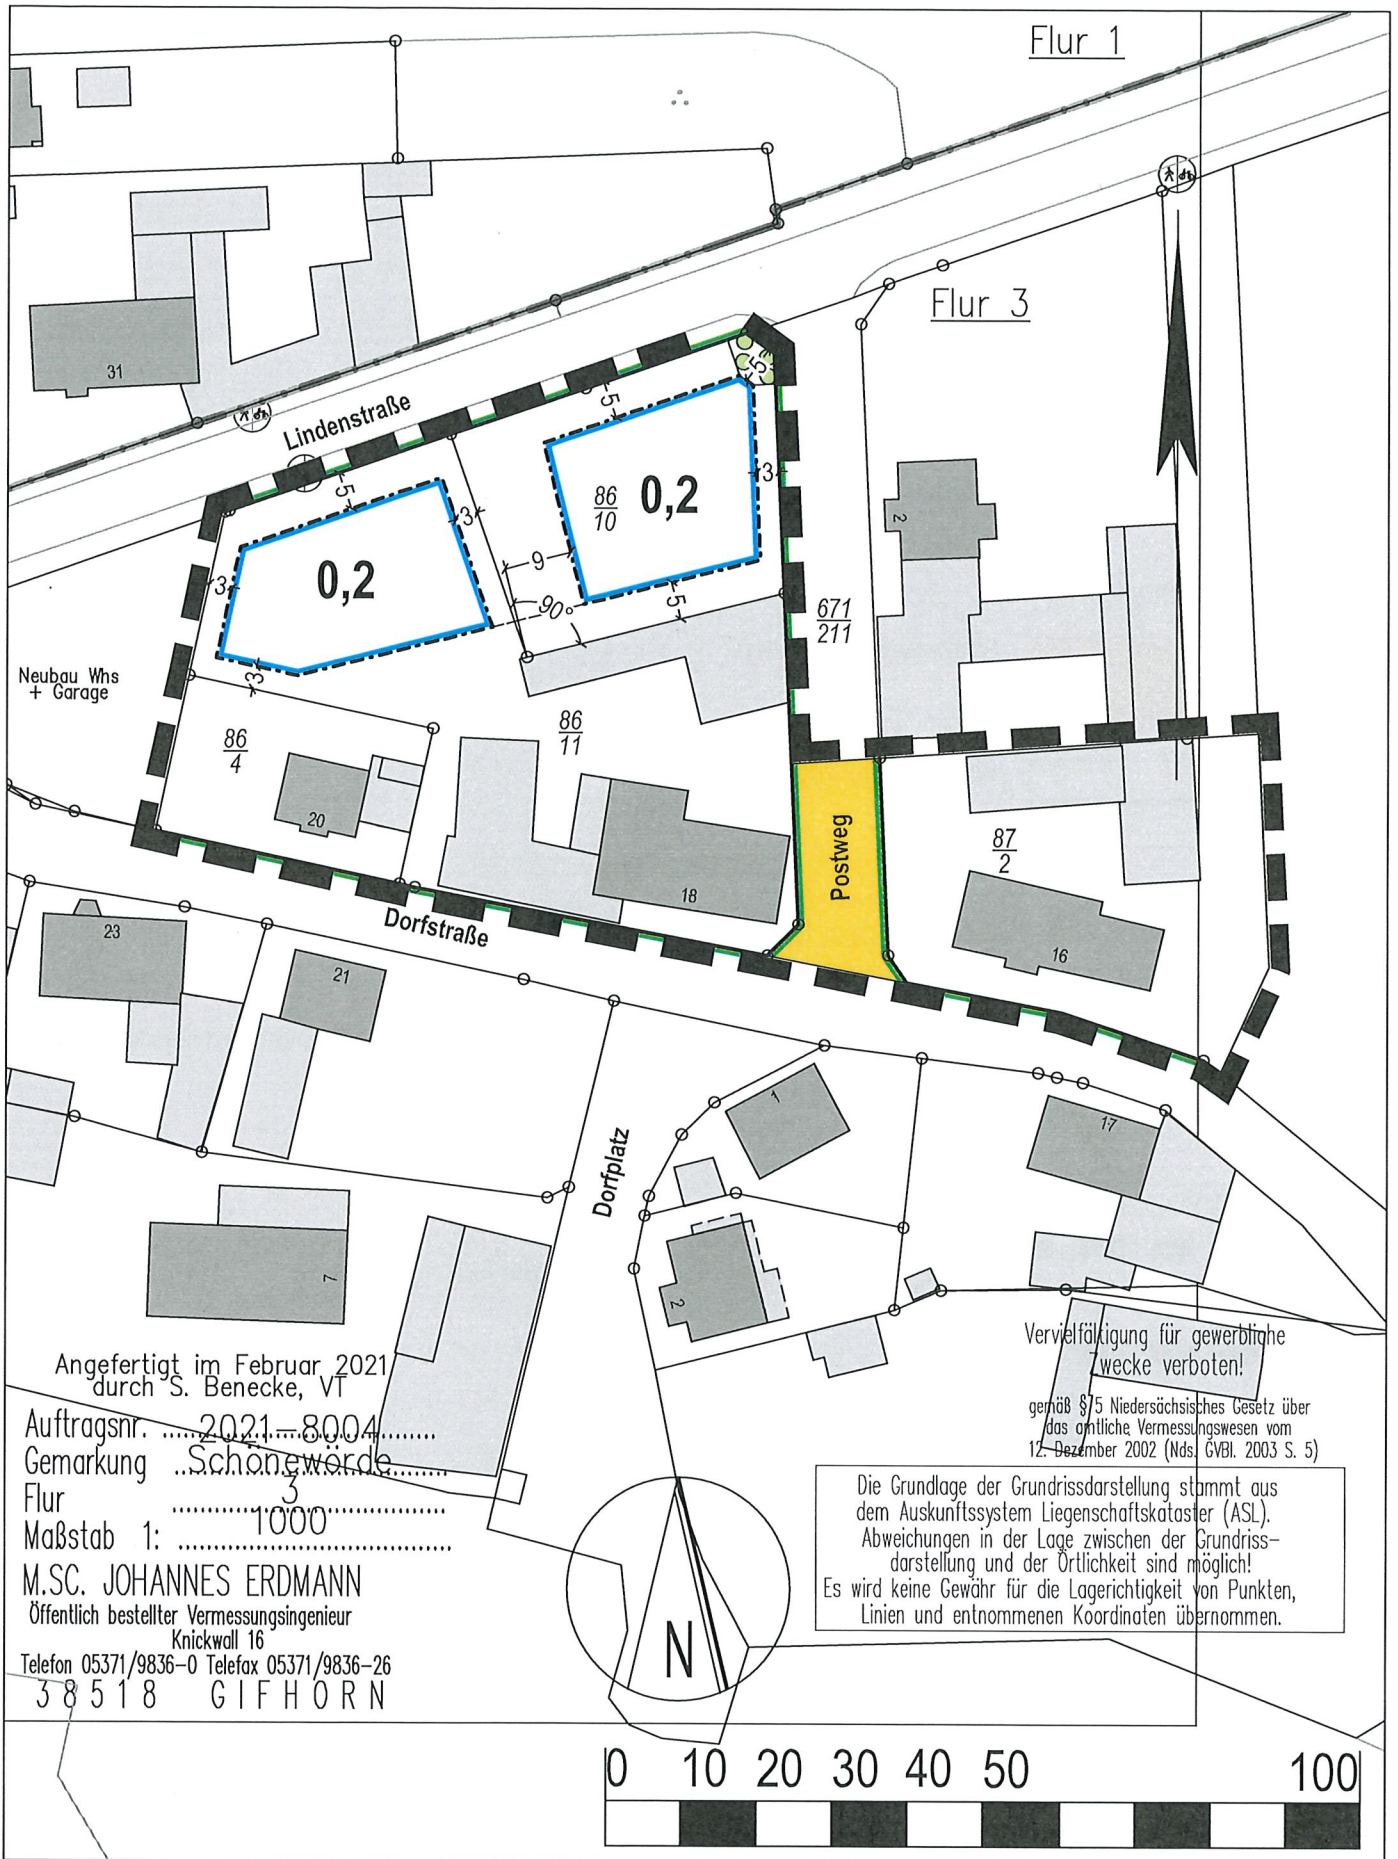 Flur 1
Flur 3
31
Lindenstraße
5
5
5
3
86
10
0,2
0,2
3
3
9
90°
5
3
2
671
211
Neubau Whs
+ Garage
86
4
86
11
20
18
Postweg
87
2
16
Dorfstraße
23
21
1
17
Dorfplatz
7
2
Angefertigt im Februar 2021
durch S. Benecke, VT
Auftragsnr. 2021-8004
Gemarkung Schönewörde
Flur 3
Maßstab 1: 1000
M.SC. JOHANNES ERDMANN
Öffentlich bestellter Vermessungsingenieur
Knickwall 16
Telefon 05371/9836-0 Telefax 05371/9836-26
38518 GIFHORN
Vervielfältigung für gewerbliche
Zwecke verboten!
gemäß § 5 Niedersächsisches Gesetz über
das amtliche Vermessungswesen vom
12. Dezember 2002 (Nds. GVBl. 2003 S. 5)
Die Grundlage der Grundrissdarstellung stammt aus
dem Auskunftssystem Liegenschaftskataster (ASL).
Abweichungen in der Lage zwischen der Grundriss-
darstellung und der Örtlichkeit sind möglich!
Es wird keine Gewähr für die Lagerichtigkeit von Punkten,
Linien und entnommenen Koordinaten übernommen.
N
0 10 20 30 40 50 100